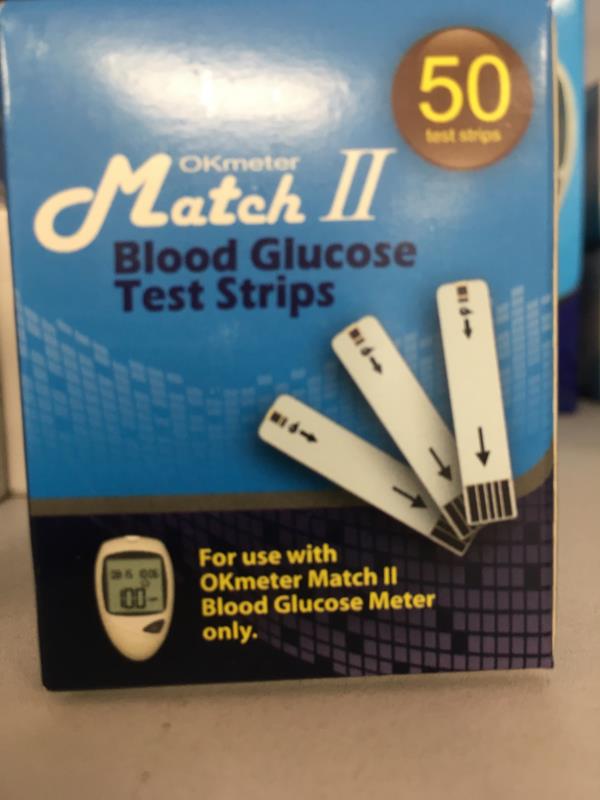 50
test strips
OKmeter
Match II
Blood Glucose
Test Strips
For use with
OKmeter Match II
Blood Glucose Meter
only.